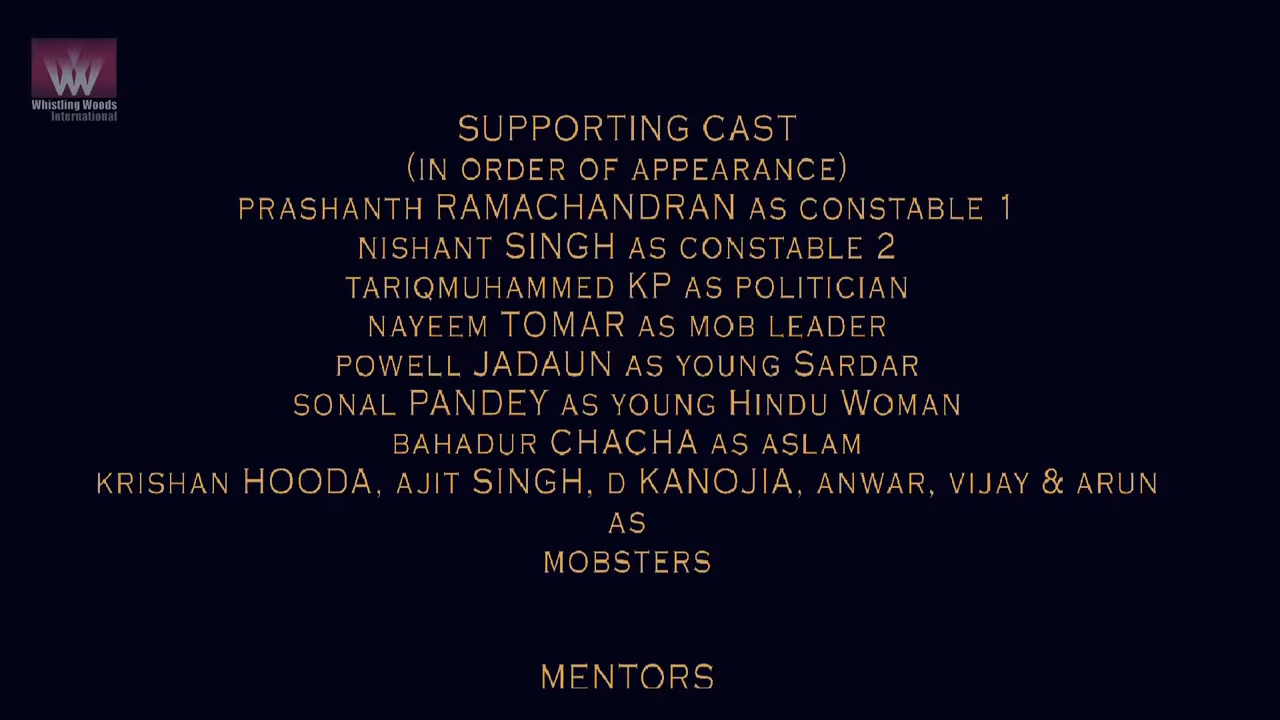 Whistling Woods
International
SUPPORTING CAST
(IN ORDER OF APPEARANCE)
PRASHANTH RAMACHANDRAN AS CONSTABLE 1
NISHANT SINGH AS CONSTABLE 2
TARIQMUHAMMED KP AS POLITICIAN
NAYEEM TOMAR AS MOB LEADER
POWELL JADAUN AS YOUNG SARDAR
SONAL PANDEY AS YOUNG HINDU WOMAN
BAHADUR CHACHA AS ASLAM
KRISHAN HOODA, AJIT SINGH, D KANOJIA, ANWAR, VIJAY & ARUN
AS
MOBSTERS
MENTORS